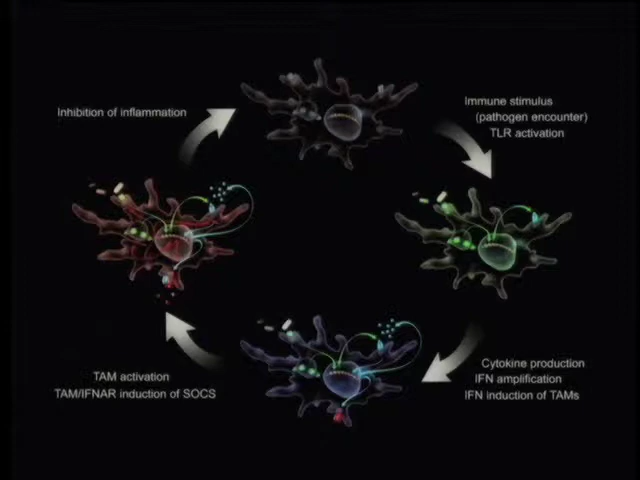 Inhibition of inflammation
Immune stimulus
(pathogen encounter)
TLR activation
Cytokine production
IFN amplification
IFN induction of TAMs
TAM activation
TAM/IFNAR induction of SOCS